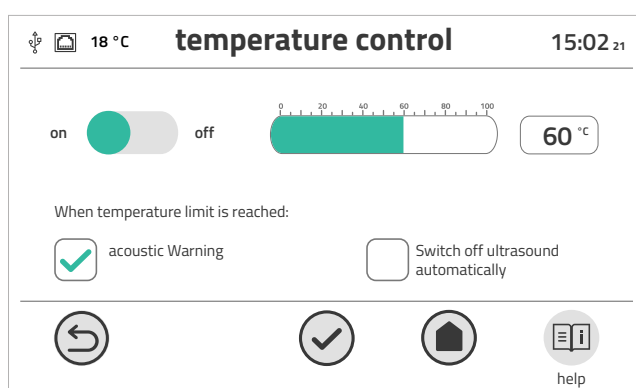 18 °C temperature control 15:02 21
0 20 40 60 80 100
on off 60 °C
When temperature limit is reached:
acoustic Warning Switch off ultrasound
automatically
i
help